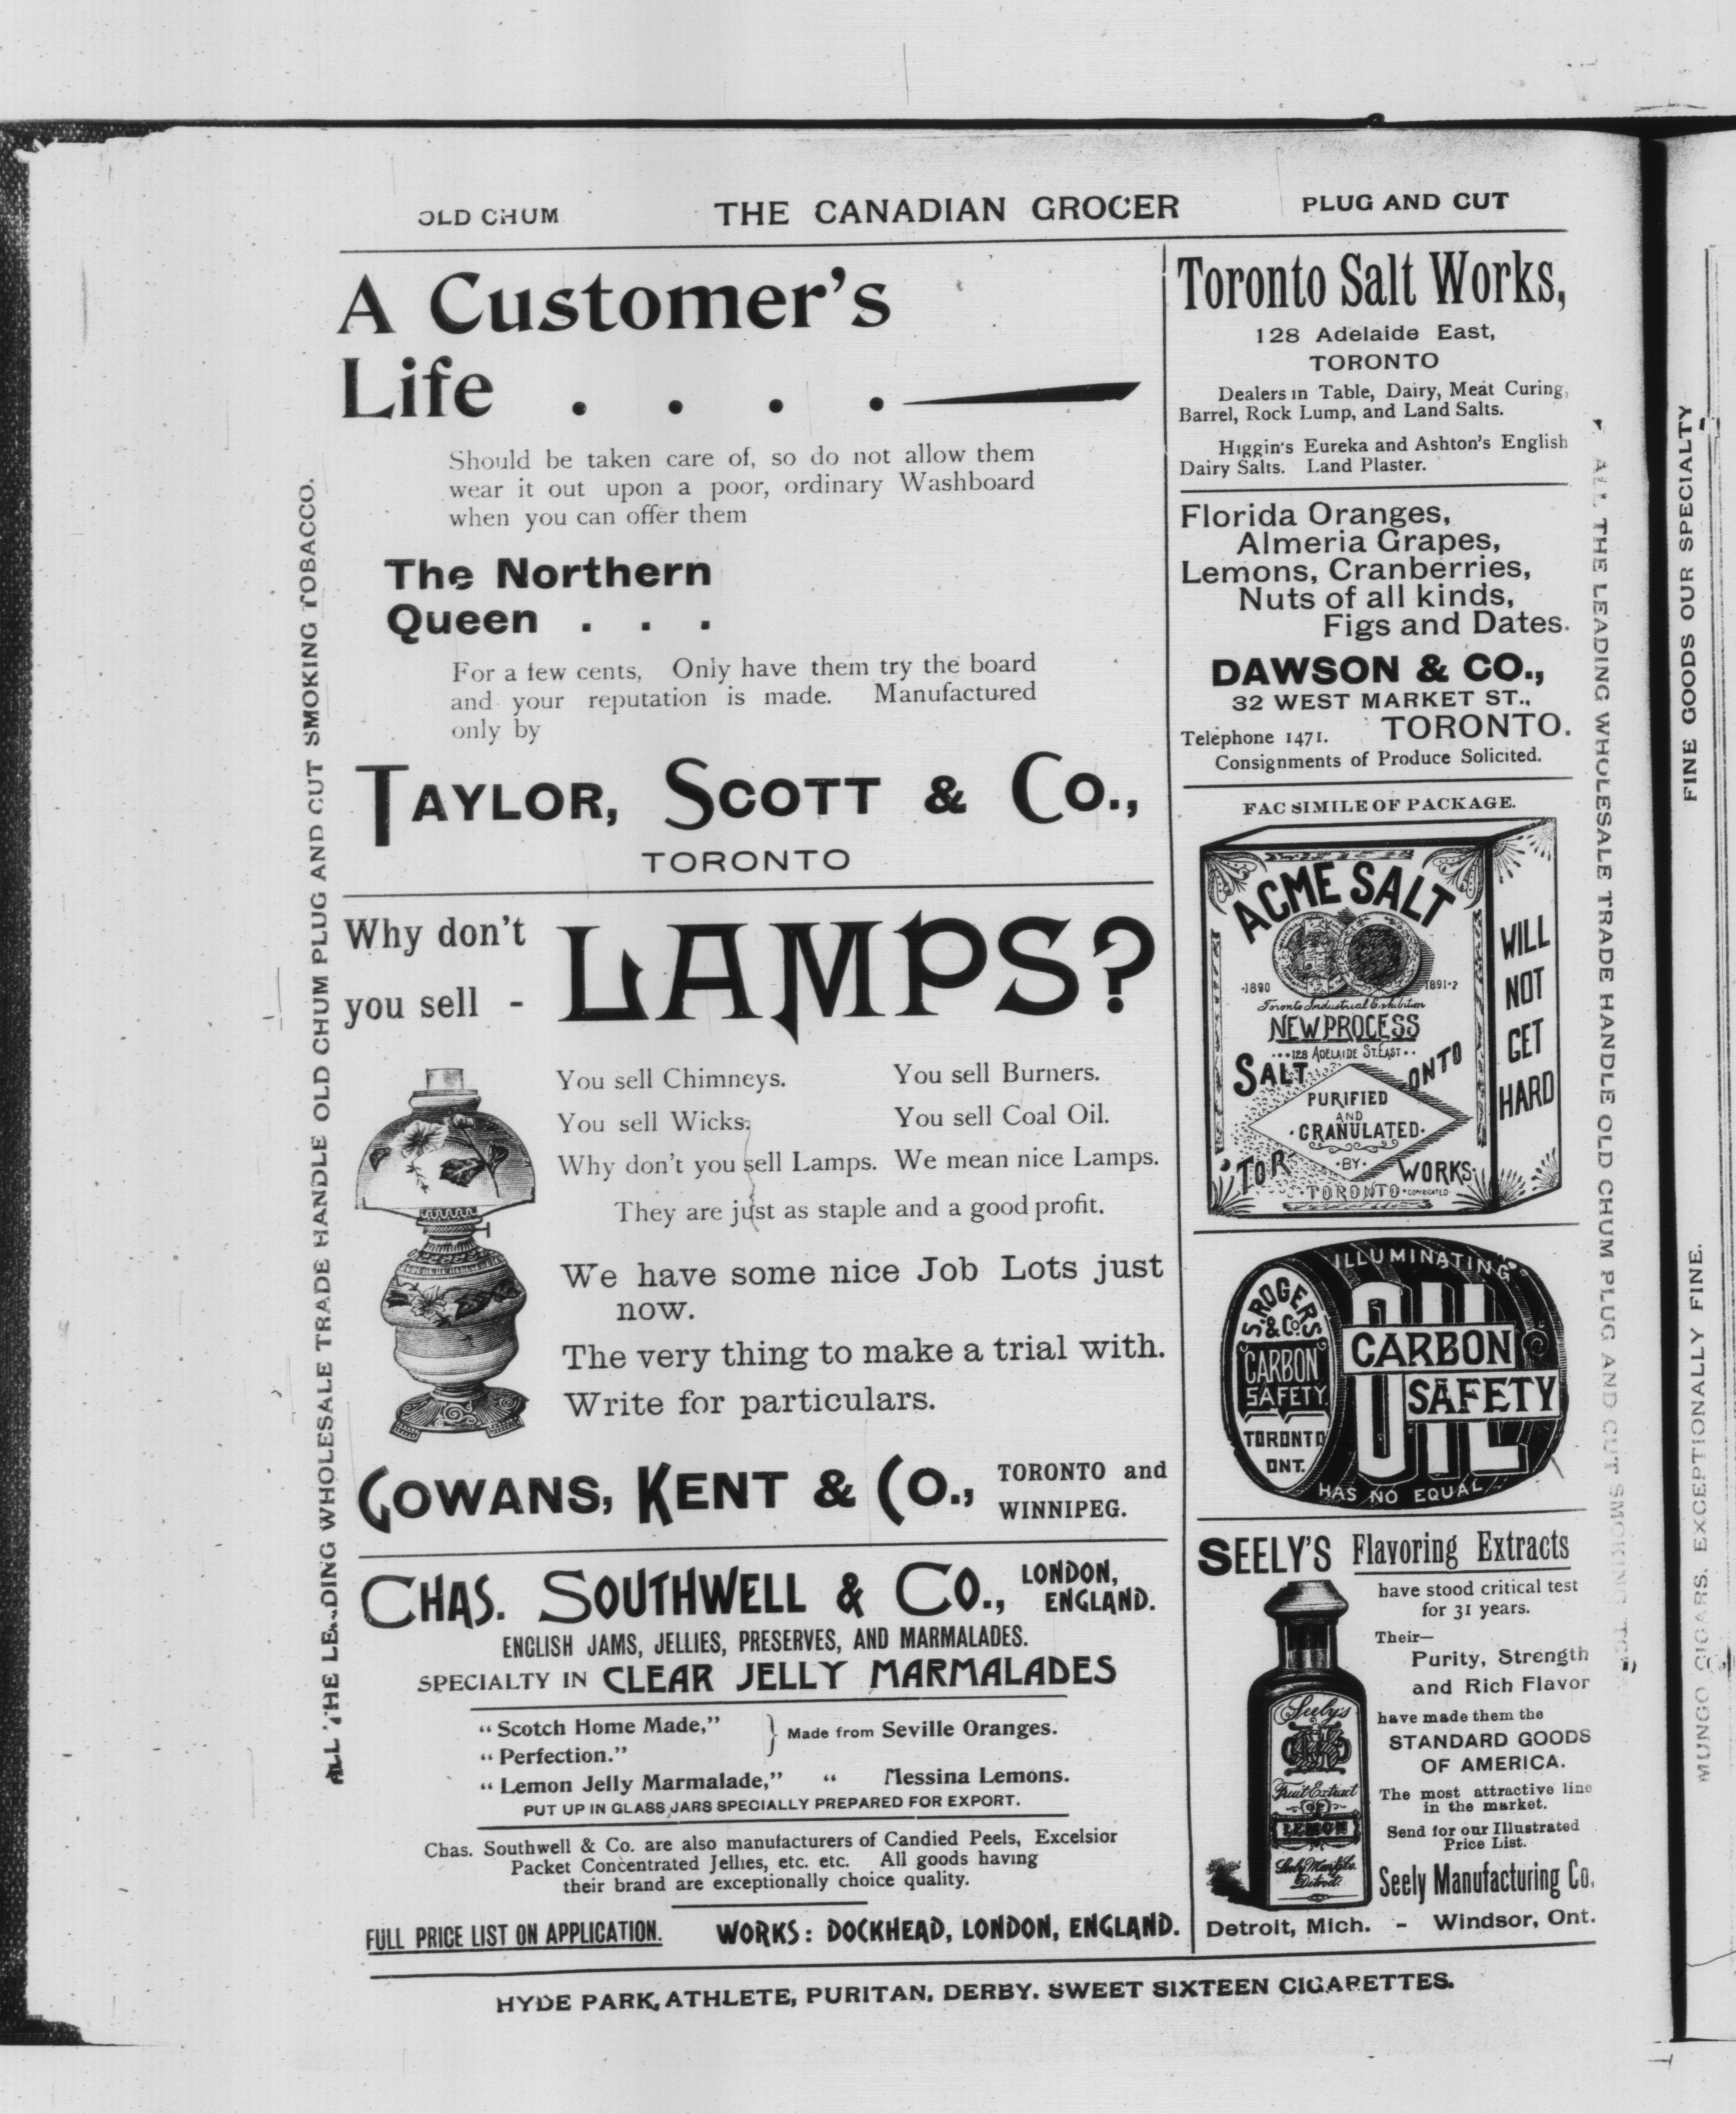 OLD CHUM
THE CANADIAN GROCER
PLUG AND CUT
ALL THE LEADING WHOLESALE TRADE HANDLE OLD CHUM PLUG AND CUT SMOKING TOBACCO.
A Customer's
Life . . . .
Should be taken care of, so do not allow them
wear it out upon a poor, ordinary Washboard
when you can offer them
The Northern
Queen . . .
For a few cents, Only have them try the board
and your reputation is made. Manufactured
only by
TAYLOR, SCOTT & CO.,
TORONTO
Why don't
you sell -
LAMPS?
You sell Chimneys. You sell Burners.
You sell Wicks. You sell Coal Oil.
Why don't you sell Lamps. We mean nice Lamps.
They are just as staple and a good profit.
We have some nice Job Lots just
now.
The very thing to make a trial with.
Write for particulars.
GOWANS, KENT & CO.,
TORONTO and
WINNIPEG.
CHAS. SOUTHWELL & CO.,
LONDON,
ENGLAND.
ENGLISH JAMS, JELLIES, PRESERVES, AND MARMALADES.
SPECIALTY IN CLEAR JELLY MARMALADES
"Scotch Home Made,"
"Perfection."
} Made from Seville Oranges.
"Lemon Jelly Marmalade," " Messina Lemons.
PUT UP IN GLASS JARS SPECIALLY PREPARED FOR EXPORT.
Chas. Southwell & Co. are also manufacturers of Candied Peels, Excelsior
Packet Concentrated Jellies, etc. etc. All goods having
their brand are exceptionally choice quality.
FULL PRICE LIST ON APPLICATION. WORKS: DOCKHEAD, LONDON, ENGLAND.
Toronto Salt Works,
128 Adelaide East,
TORONTO
Dealers in Table, Dairy, Meat Curing,
Barrel, Rock Lump, and Land Salts.
Higgin's Eureka and Ashton's English
Dairy Salts. Land Plaster.
Florida Oranges,
Almeria Grapes,
Lemons, Cranberries,
Nuts of all kinds,
Figs and Dates.
DAWSON & CO.,
32 WEST MARKET ST.,
Telephone 1471. TORONTO.
Consignments of Produce Solicited.
FAC SIMILE OF PACKAGE.
ACME SALT
1890 1891-2
Toronto Industrial Exhibition
NEW PROCESS
128 ADELAIDE ST. EAST
SALT
TORONTO
WORKS
PURIFIED
AND
GRANULATED
BY
TORONTO COPYRIGHTED
WILL
NOT
GET
HARD
S. ROGERS
& CO.
CARBON
SAFETY
TORONTO
ONT.
ILLUMINATING
OIL
CARBON
SAFETY
OIL
HAS NO EQUAL
SEELY'S Flavoring Extracts
have stood critical test
for 31 years.
Their—
Purity, Strength
and Rich Flavor
have made them the
STANDARD GOODS
OF AMERICA.
The most attractive line
in the market.
Send for our Illustrated
Price List.
Seely Manufacturing Co.
Detroit, Mich. - Windsor, Ont.
Seely's
Fruit Extract
OF
LEMON
Seely Manfg Co.
Detroit.
ALL THE LEADING WHOLESALE TRADE HANDLE OLD CHUM PLUG AND CUT SMOKING
HYDE PARK, ATHLETE, PURITAN, DERBY. SWEET SIXTEEN CIGARETTES.
FINE GOODS OUR SPECIALTY
MUNGO CIGARS. EXCEPTIONALLY FINE.